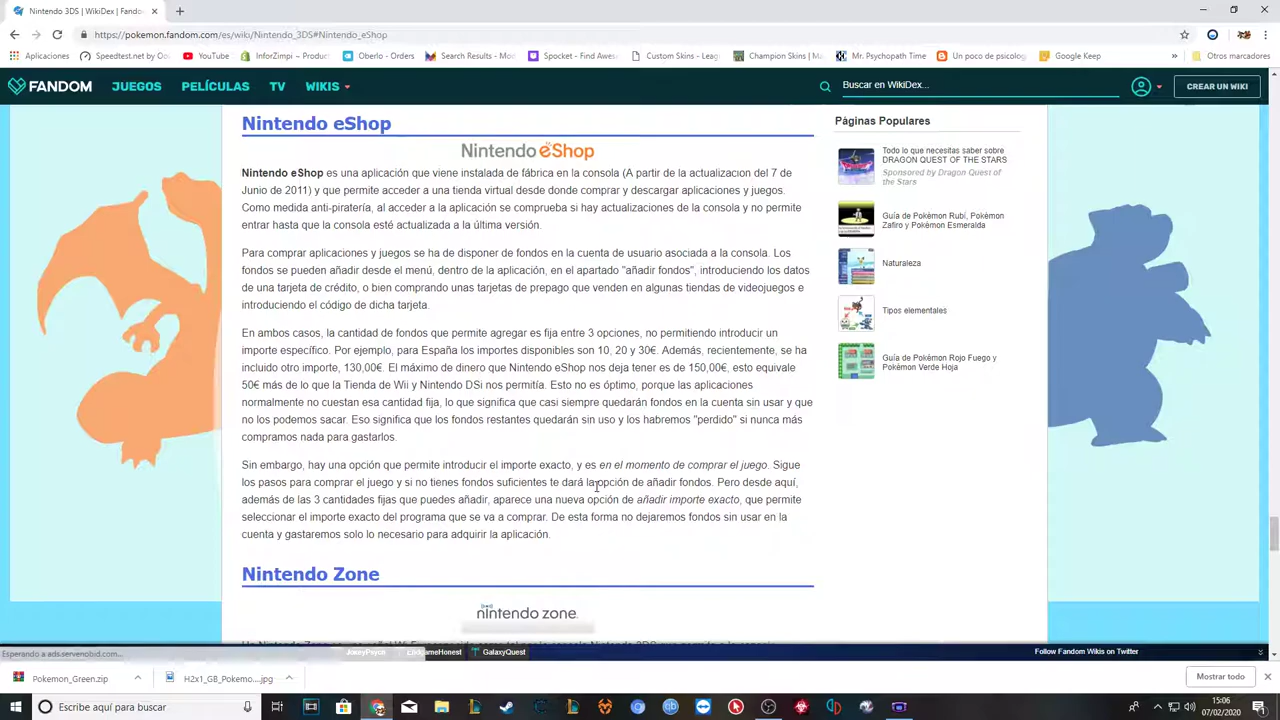 Nintendo 3DS | WikiDex | Fando
https://pokemon.fandom.com/es/wiki/Nintendo_3DS#Nintendo_eShop
Aplicaciones
Speedtest.net by Oo
YouTube
InforZimpi – Product
Oberlo - Orders
Search Results - Mod
Spocket - Find Awes
Custom Skins - Leag
Champion Skins | Ma
Mr. Psychopath Time
Un poco de psicolog
Google Keep
»
Otros marcadores
FANDOM
JUEGOS
PELÍCULAS
TV
WIKIS
Buscar en WikiDex...
CREAR UN WIKI
Nintendo eShop
Nintendo eShop
Nintendo eShop es una aplicación que viene instalada de fábrica en la consola (A partir de la actualizacion del 7 de
Junio de 2011) y que permite acceder a una tienda virtual desde donde comprar y descargar aplicaciones y juegos.
Como medida anti-piratería, al acceder a la aplicación se comprueba si hay actualizaciones de la consola y no permite
entrar hasta que la consola esté actualizada a la última versión.
Para comprar aplicaciones y juegos se ha de disponer de fondos en la cuenta de usuario asociada a la consola. Los
fondos se pueden añadir desde el menú, dentro de la aplicación, en el apartado "añadir fondos", introduciendo los datos
de una tarjeta de crédito, o bien comprando unas tarjetas de prepago que venden en algunas tiendas de videojuegos e
introduciendo el código de dicha tarjeta.
En ambos casos, la cantidad de fondos que permite agregar es fija entre 3 opciones, no permitiendo introducir un
importe específico. Por ejemplo, para España los importes disponibles son 10, 20 y 30€. Además, recientemente, se ha
incluido otro importe, 130,00€. El máximo de dinero que Nintendo eShop nos deja tener es de 150,00€, esto equivale
50€ más de lo que la Tienda de Wii y Nintendo DSi nos permitía. Esto no es óptimo, porque las aplicaciones
normalmente no cuestan esa cantidad fija, lo que significa que casi siempre quedarán fondos en la cuenta sin usar y que
no los podemos sacar. Eso significa que los fondos restantes quedarán sin uso y los habremos "perdido" si nunca más
compramos nada para gastarlos.
Sin embargo, hay una opción que permite introducir el importe exacto, y es en el momento de comprar el juego. Sigue
los pasos para comprar el juego y si no tienes fondos suficientes te dará la opción de añadir fondos. Pero desde aquí,
además de las 3 cantidades fijas que puedes añadir, aparece una nueva opción de añadir importe exacto, que permite
seleccionar el importe exacto del programa que se va a comprar. De esta forma no dejaremos fondos sin usar en la
cuenta y gastaremos solo lo necesario para adquirir la aplicación.
Nintendo Zone
nintendo zone.
Páginas Populares
Todo lo que necesitas saber sobre
DRAGON QUEST OF THE STARS
Sponsored by Dragon Quest of
the Stars
Guía de Pokémon Rubí, Pokémon
Zafiro y Pokémon Esmeralda
Naturaleza
Tipos elementales
Guía de Pokémon Rojo Fuego y
Pokémon Verde Hoja
Esperando a ads.servenobid.com...
GalaxyQuest
Follow Fandom Wikis on Twitter
Pokemon_Green.zip
H2x1_GB_Pokemo....jpg
Mostrar todo
Escribe aquí para buscar
15:06
07/02/2020